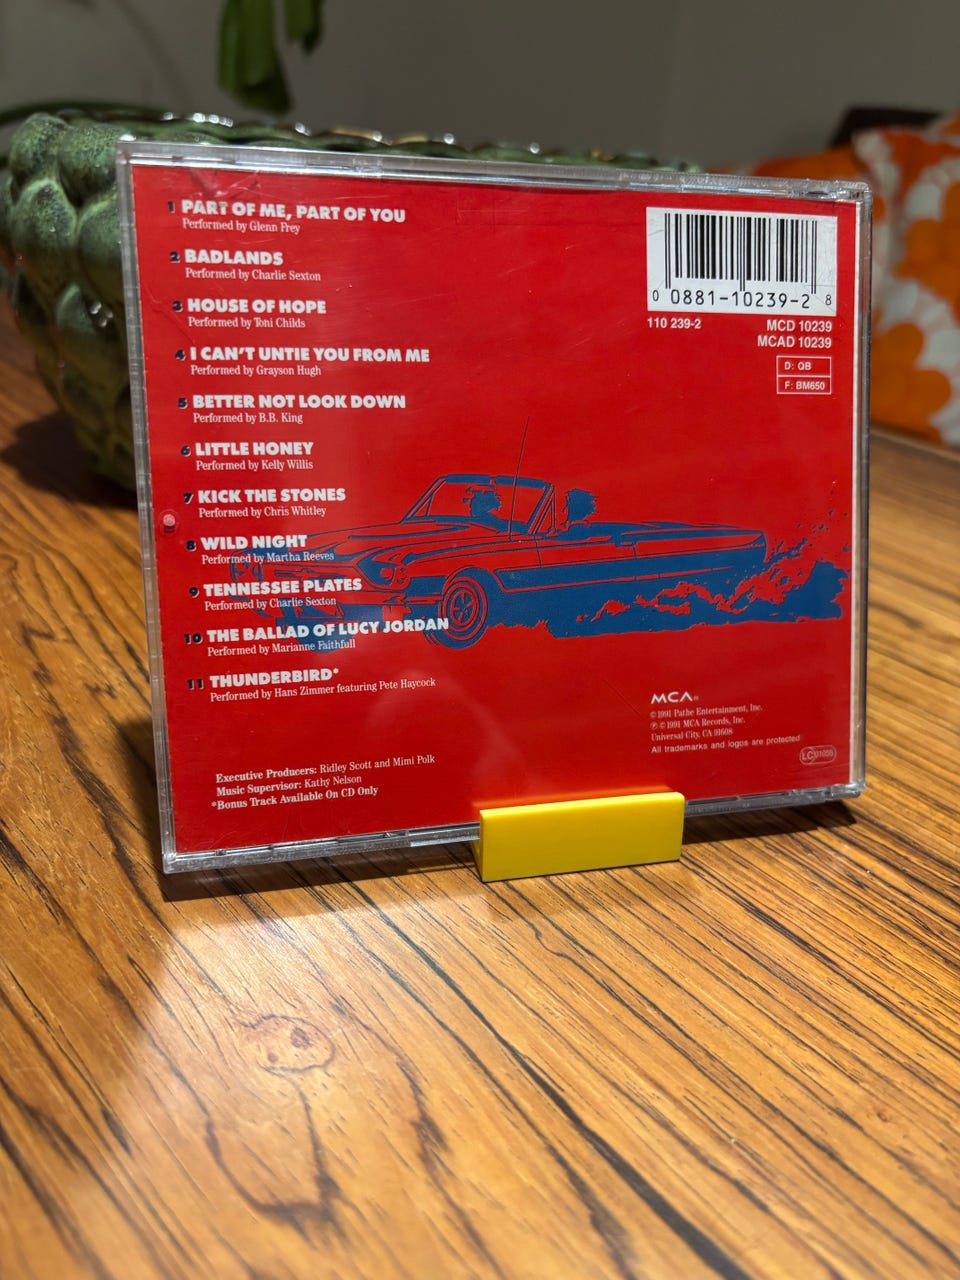 1 PART OF ME, PART OF YOU
Performed by Glenn Frey
2 BADLANDS
Performed by Charlie Sexton
3 HOUSE OF HOPE
Performed by Toni Childs
4 I CAN'T UNTIE YOU FROM ME
Performed by Grayson Hugh
5 BETTER NOT LOOK DOWN
Performed by B.B. King
6 LITTLE HONEY
Performed by Kelly Willis
7 KICK THE STONES
Performed by Chris Whitley
8 WILD NIGHT
Performed by Martha Reeves
9 TENNESSEE PLATES
Performed by Charlie Sexton
10 THE BALLAD OF LUCY JORDAN
Performed by Marianne Faithfull
11 THUNDERBIRD*
Performed by Hans Zimmer featuring Pete Haycock
Executive Producers: Ridley Scott and Mimi Polk
Music Supervisor: Kathy Nelson
*Bonus Track Available On CD Only
0 0881-10239-2 8
110 239-2
MCD 10239
MCAD 10239
D: QB
F: BM650
MCA
© 1991 Pathe Entertainment, Inc.
℗ © 1991 MCA Records, Inc.
Universal City, CA 91608
All trademarks and logos are protected
LC 01056